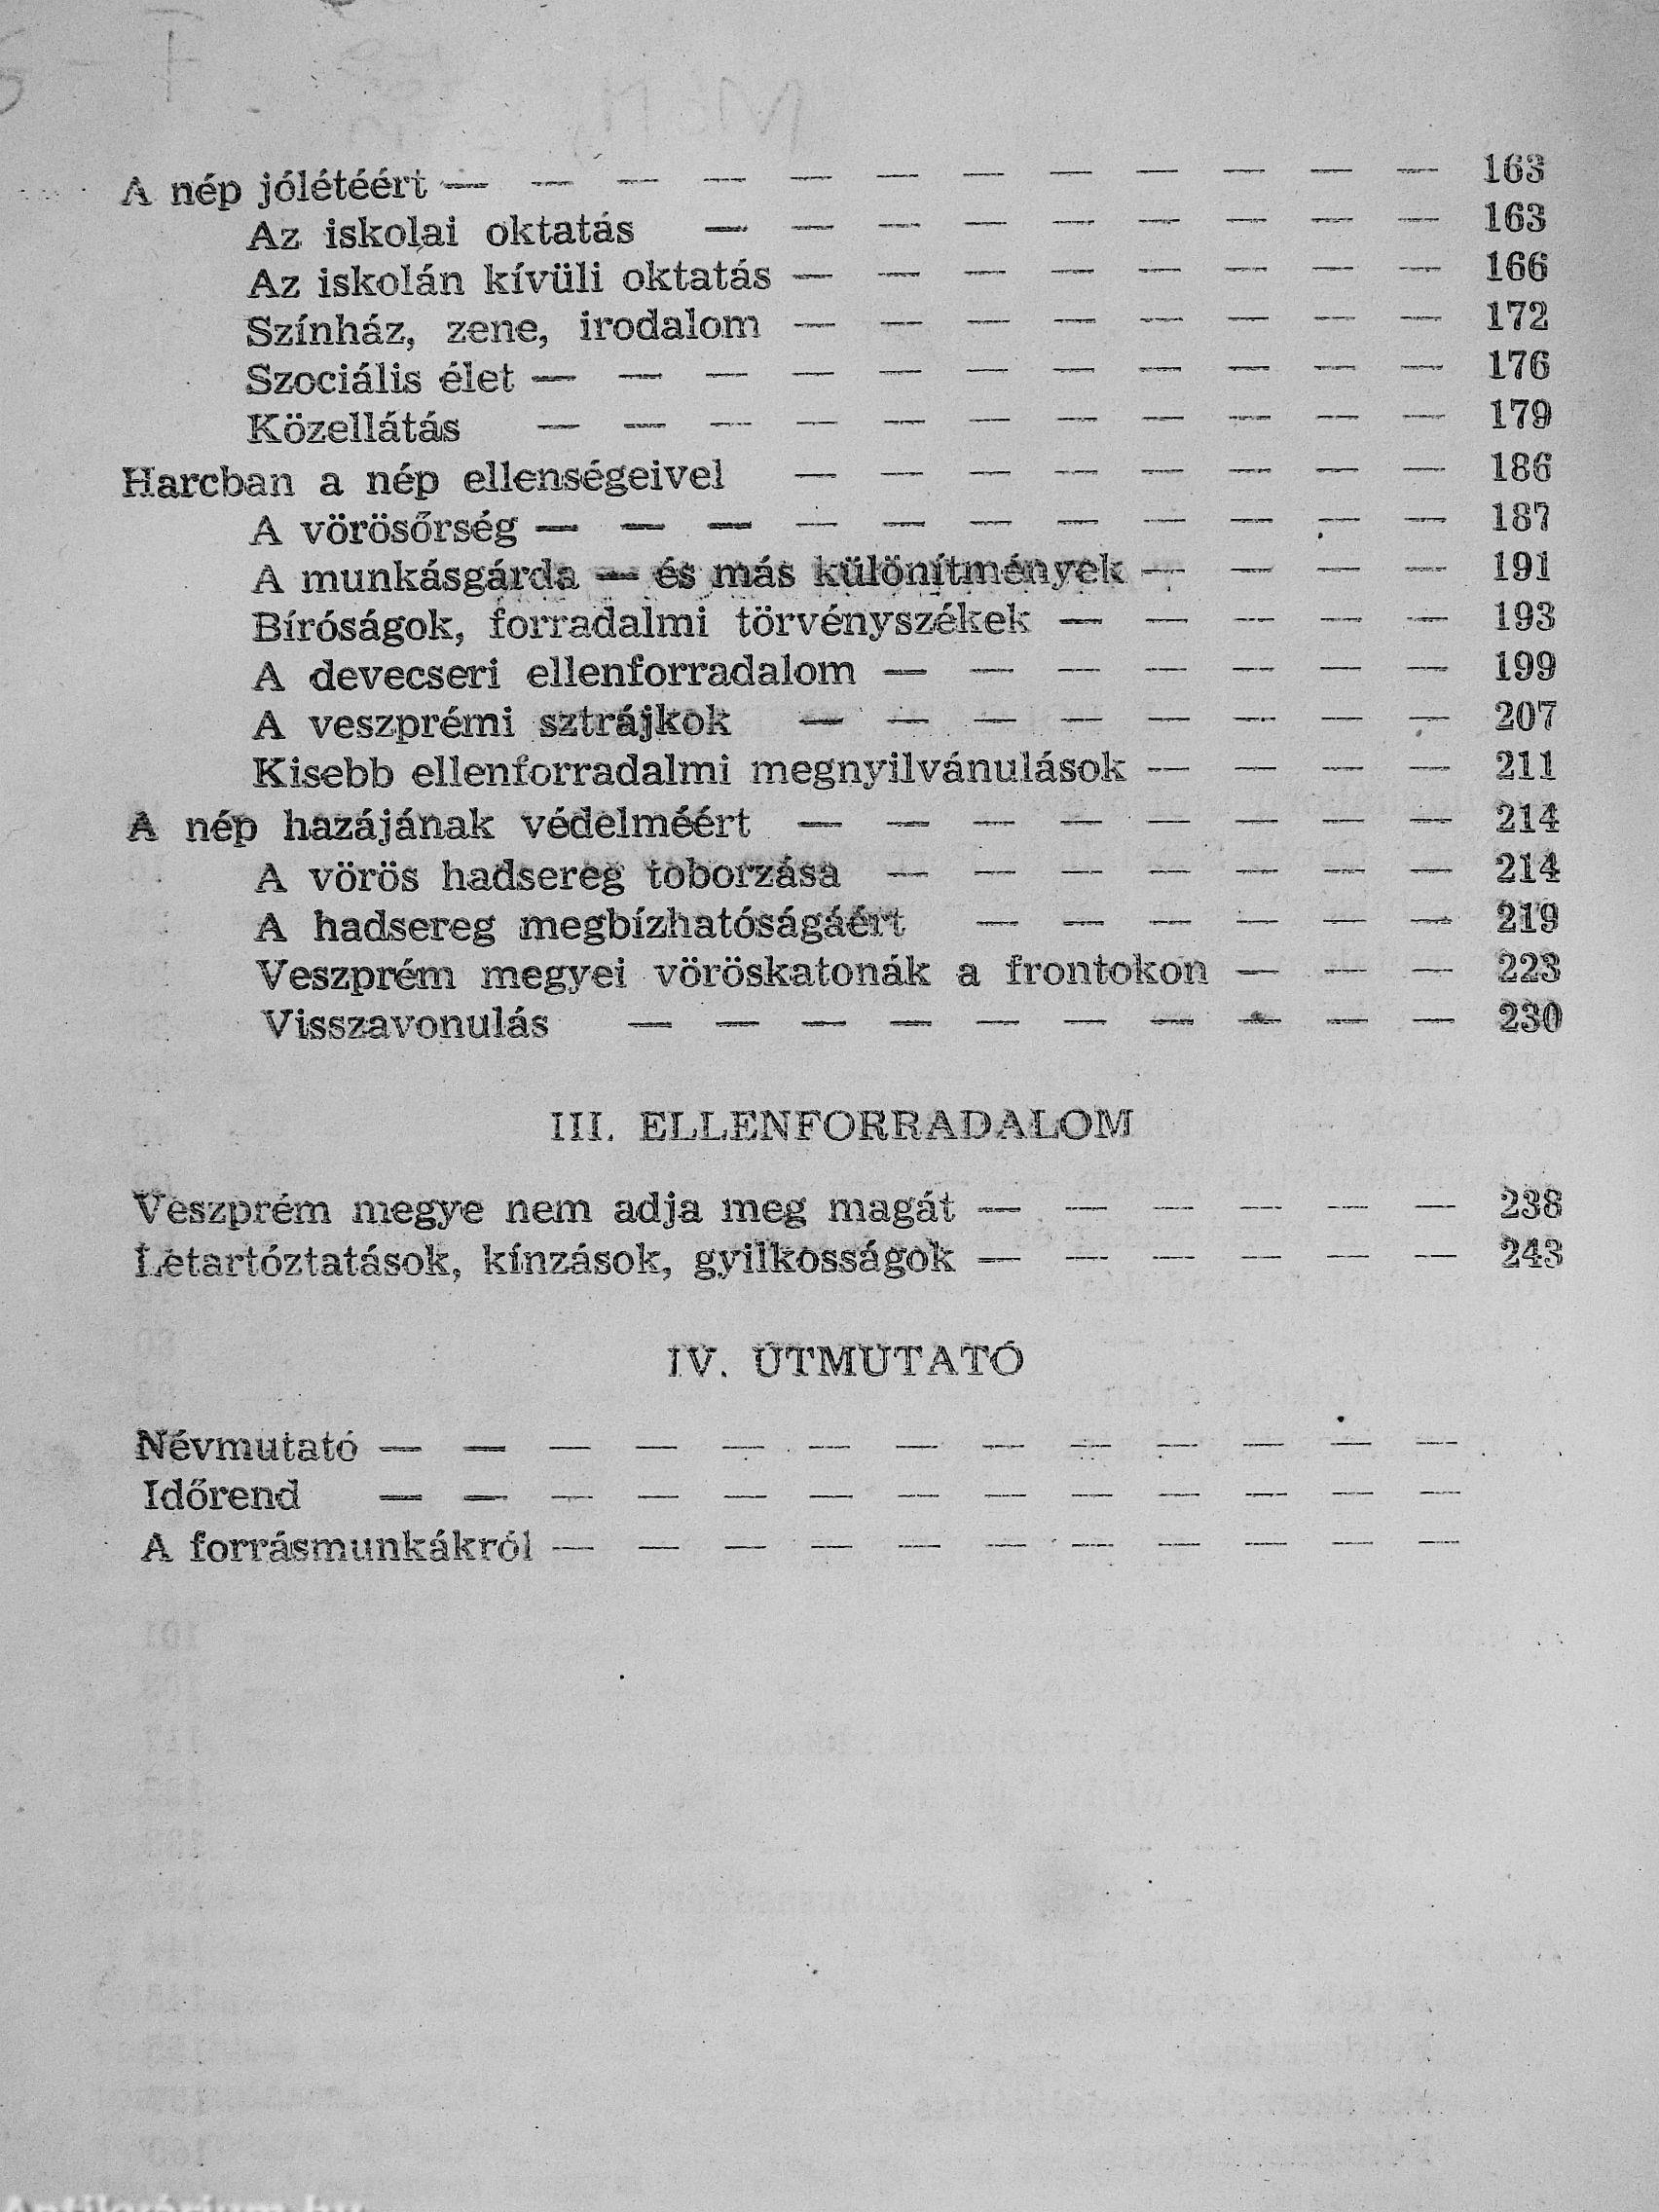 A nép jólétéért — — — — — — — — — — — — 163
Az iskolai oktatás — — — — — — — — — 163
Az iskolán kívüli oktatás — — — — — — — — 166
Színház, zene, irodalom — — — — — — — — 172
Szociális élet — — — — — — — — — — — 176
Közellátás — — — — — — — — — — — 179
Harcban a nép ellenségeivel — — — — — — — — 186
A vörösőrség — — — — — — — — — — — 187
A munkásgárda — és más különítmények — — — — 191
Bíróságok, forradalmi törvényszékek — — — — — 193
A devecseri ellenforradalom — — — — — — — 199
A veszprémi sztrájkok — — — — — — — — 207
Kisebb ellenforradalmi megnyilvánulások — — — — 211
A nép hazájának védelméért — — — — — — — — 214
A vörös hadsereg toborzása — — — — — — — 214
A hadsereg megbízhatóságáért — — — — — — 219
Veszprém megyei vöröskatonák a frontokon — — — 223
Visszavonulás — — — — — — — — — — 230
III. ELLENFORRADALOM
Veszprém megye nem adja meg magát — — — — — — 238
Letartóztatások, kínzások, gyilkosságok — — — — — — 243
IV. ÚTMUTATÓ
Névmutató — — — — — — — — — — — — —
Időrend — — — — — — — — — — — — —
A forrásmunkákról — — — — — — — — — — —